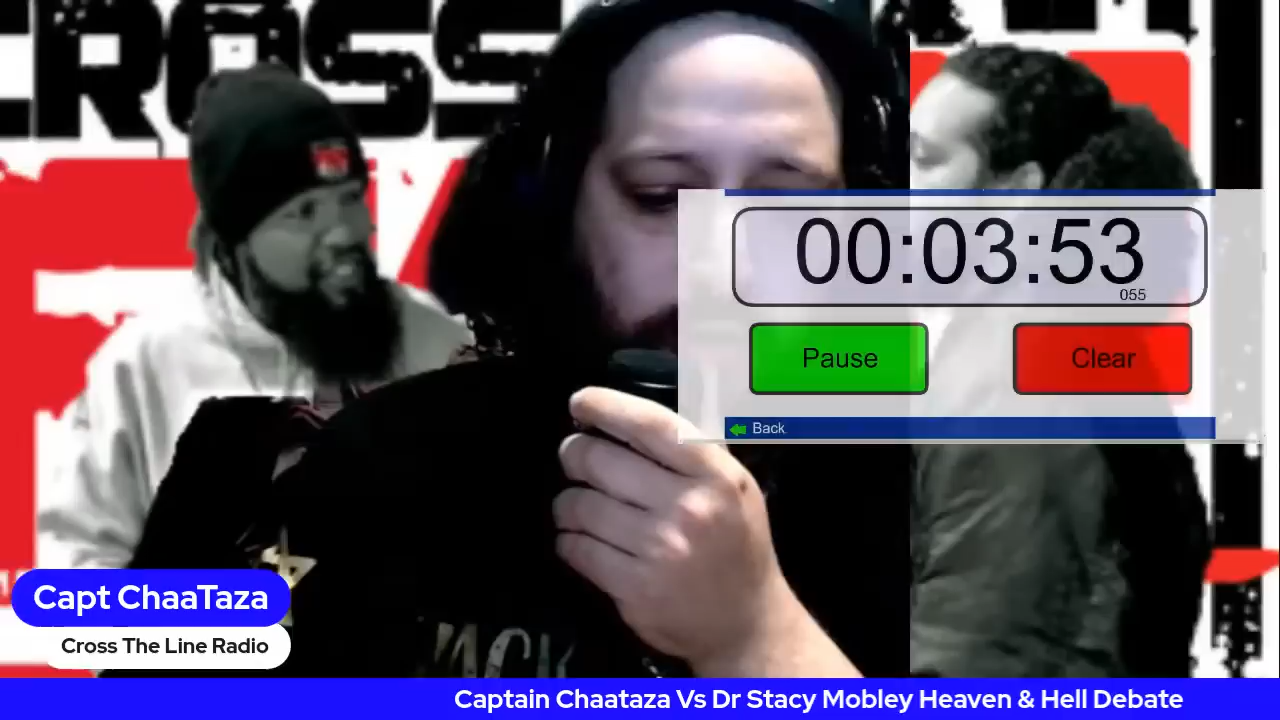 CROSS
00:03:53
055
Pause
Clear
Back
Capt ChaaTaza
Cross The Line Radio
Captain Chaataza Vs Dr Stacy Mobley Heaven & Hell Debate